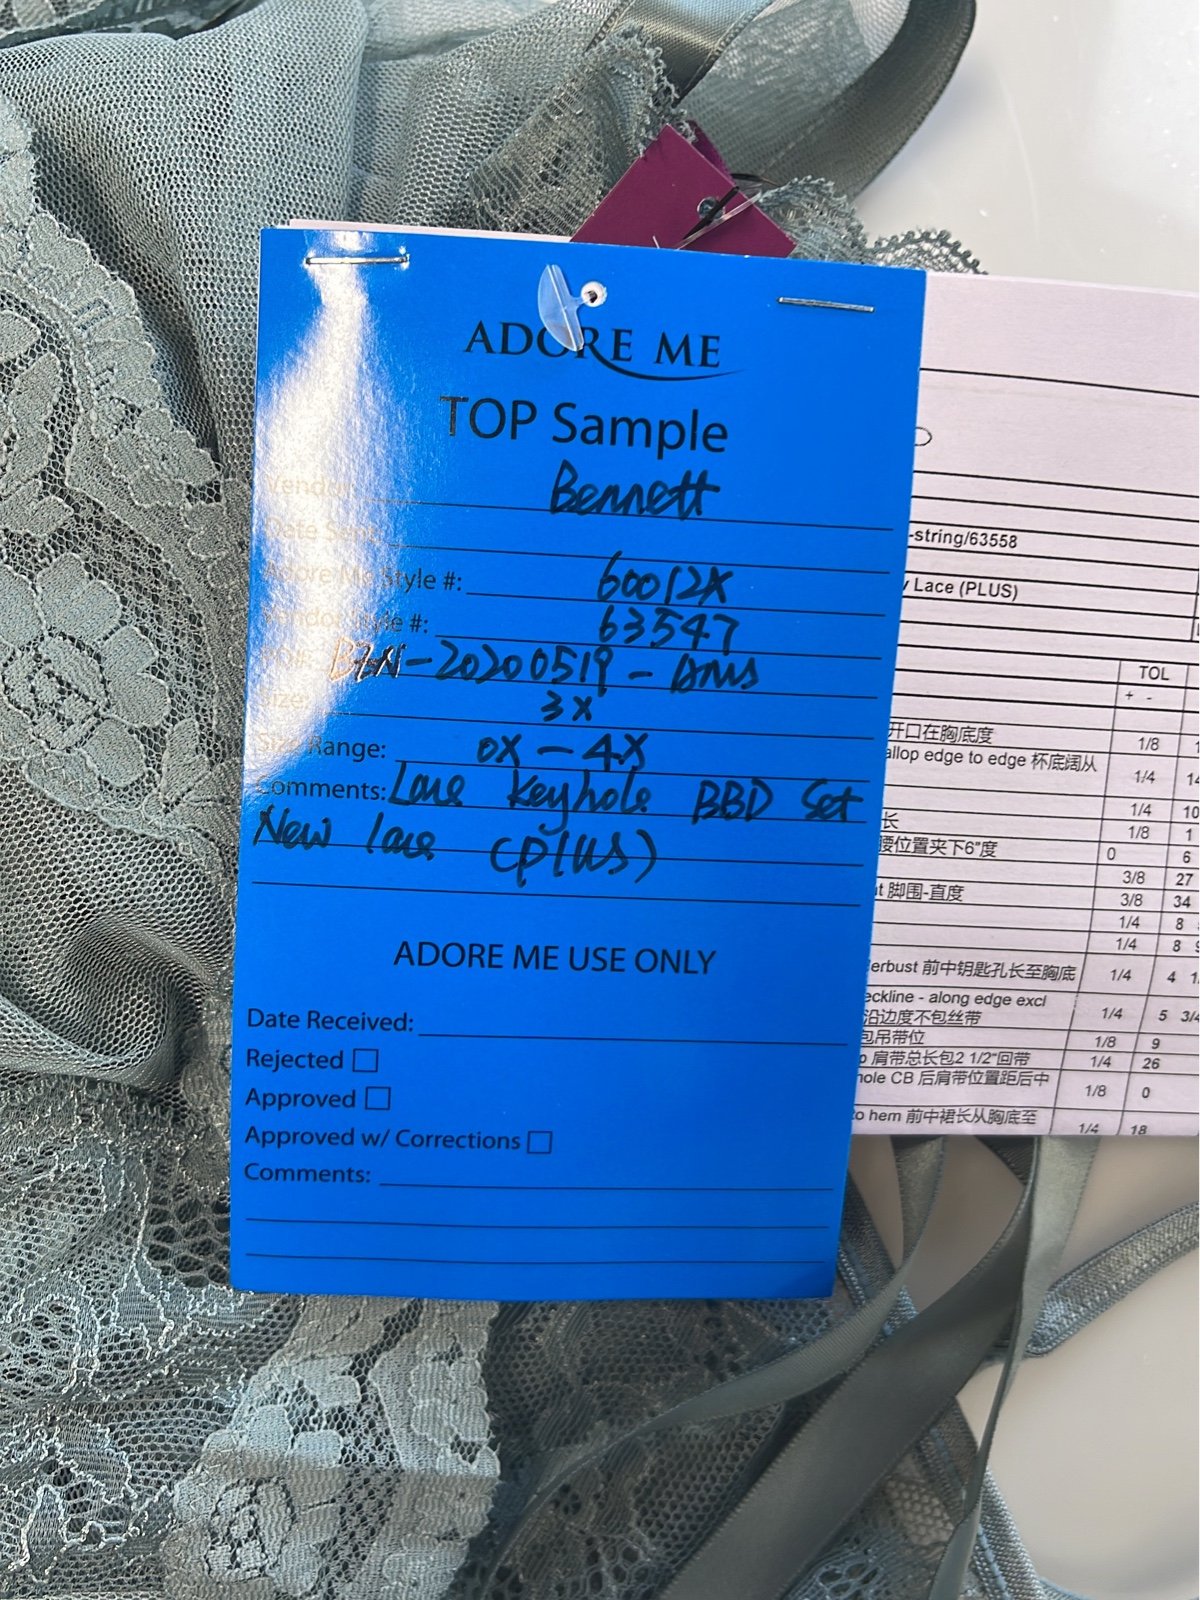 ADORE ME
TOP Sample
Vendor: Bennett
Date Sent:
Adore Me Style #: 60012X
Vendor Style #: 63547
PO#: BZN-20200519-AMS
Size: 3X
Size Range: 0X-4X
Comments: Lace Keyhole BBD Set
New lace (plus)
ADORE ME USE ONLY
Date Received:
Rejected
Approved
Approved w/ Corrections
Comments:
-string/63558
Lace (PLUS)
TOL
+ -
开口在胸底度 1/8
allop edge to edge 杯底阔从 1/4
1/4 10
长 1/8 1
腰位置夹下6"度 0 6
3/8 27
脚围-直度 3/8 34
1/4 8
1/4 8
erbust 前中钥匙孔长至胸底 1/4 4
eckline - along edge excl
沿边度不包丝带 1/4 5 3/4
包吊带位 1/8 9
肩带总长包2 1/2"回带 1/4 26
hole CB 后肩带位置距后中 1/8 0
o hem 前中裙长从胸底至 1/4 18